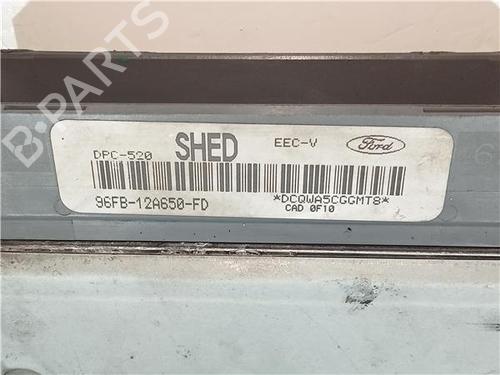 B-PARTS
DPC-520 SHED EEC-V Ford
96FB-12A650-FD *DCQWA5CGGMT8*
CAD 0F10